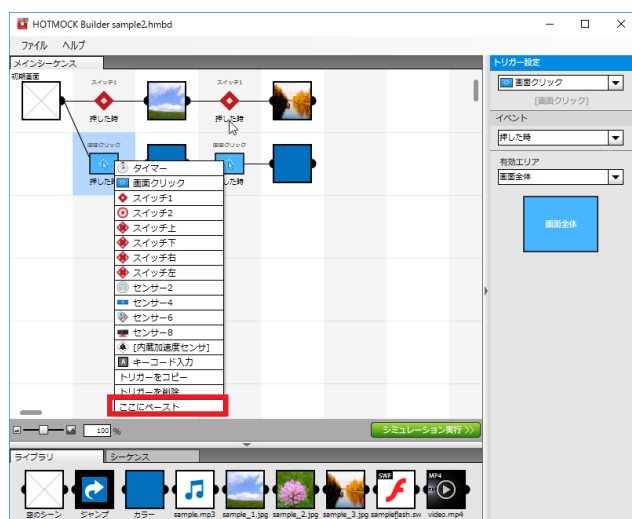 HOTMOCK Builder sample2.hmbd
ファイル ヘルプ
メインシーケンス
初期画面
スイッチ1
スイッチ1
押した時
押した時
画面クリック
画面クリック
押した時
した時
タイマー
画面クリック
スイッチ1
スイッチ2
スイッチ上
スイッチ下
スイッチ右
スイッチ左
センサー2
センサー4
センサー6
センサー8
[内蔵加速度センサ]
キーコード入力
トリガーをコピー
トリガーを削除
ここにペースト
トリガー設定
画面クリック
[画面クリック]
イベント
押した時
有効エリア
画面全体
画面全体
100 %
シミュレーション実行
ライブラリ
シーケンス
空のシーン
ジャンプ
カラー
sample.mp3
sample_1.jpg
sample_2.jpg
sample_3.jpg
SWF
sampleflash.sw
MP4
video.mp4